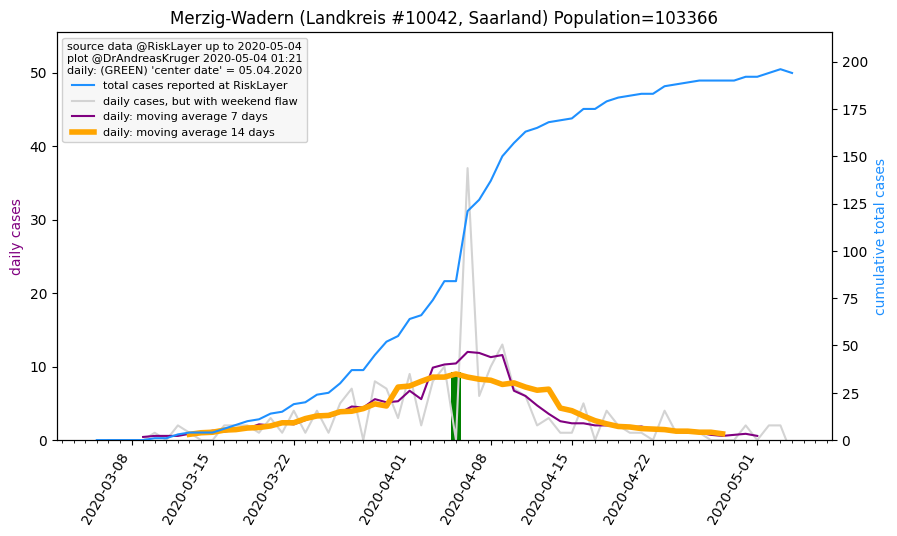 Merzig-Wadern (Landkreis #10042, Saarland) Population=103366
source data @RiskLayer up to 2020-05-04
plot @DrAndreasKruger 2020-05-04 01:21
daily: (GREEN) 'center date' = 05.04.2020
total cases reported at RiskLayer
daily cases, but with weekend flaw
daily: moving average 7 days
daily: moving average 14 days
daily cases
50
40
30
20
10
0
200
175
150
125
100
75
50
25
0
cumulative total cases
2020-03-08
2020-03-15
2020-03-22
2020-04-01
2020-04-08
2020-04-15
2020-04-22
2020-05-01